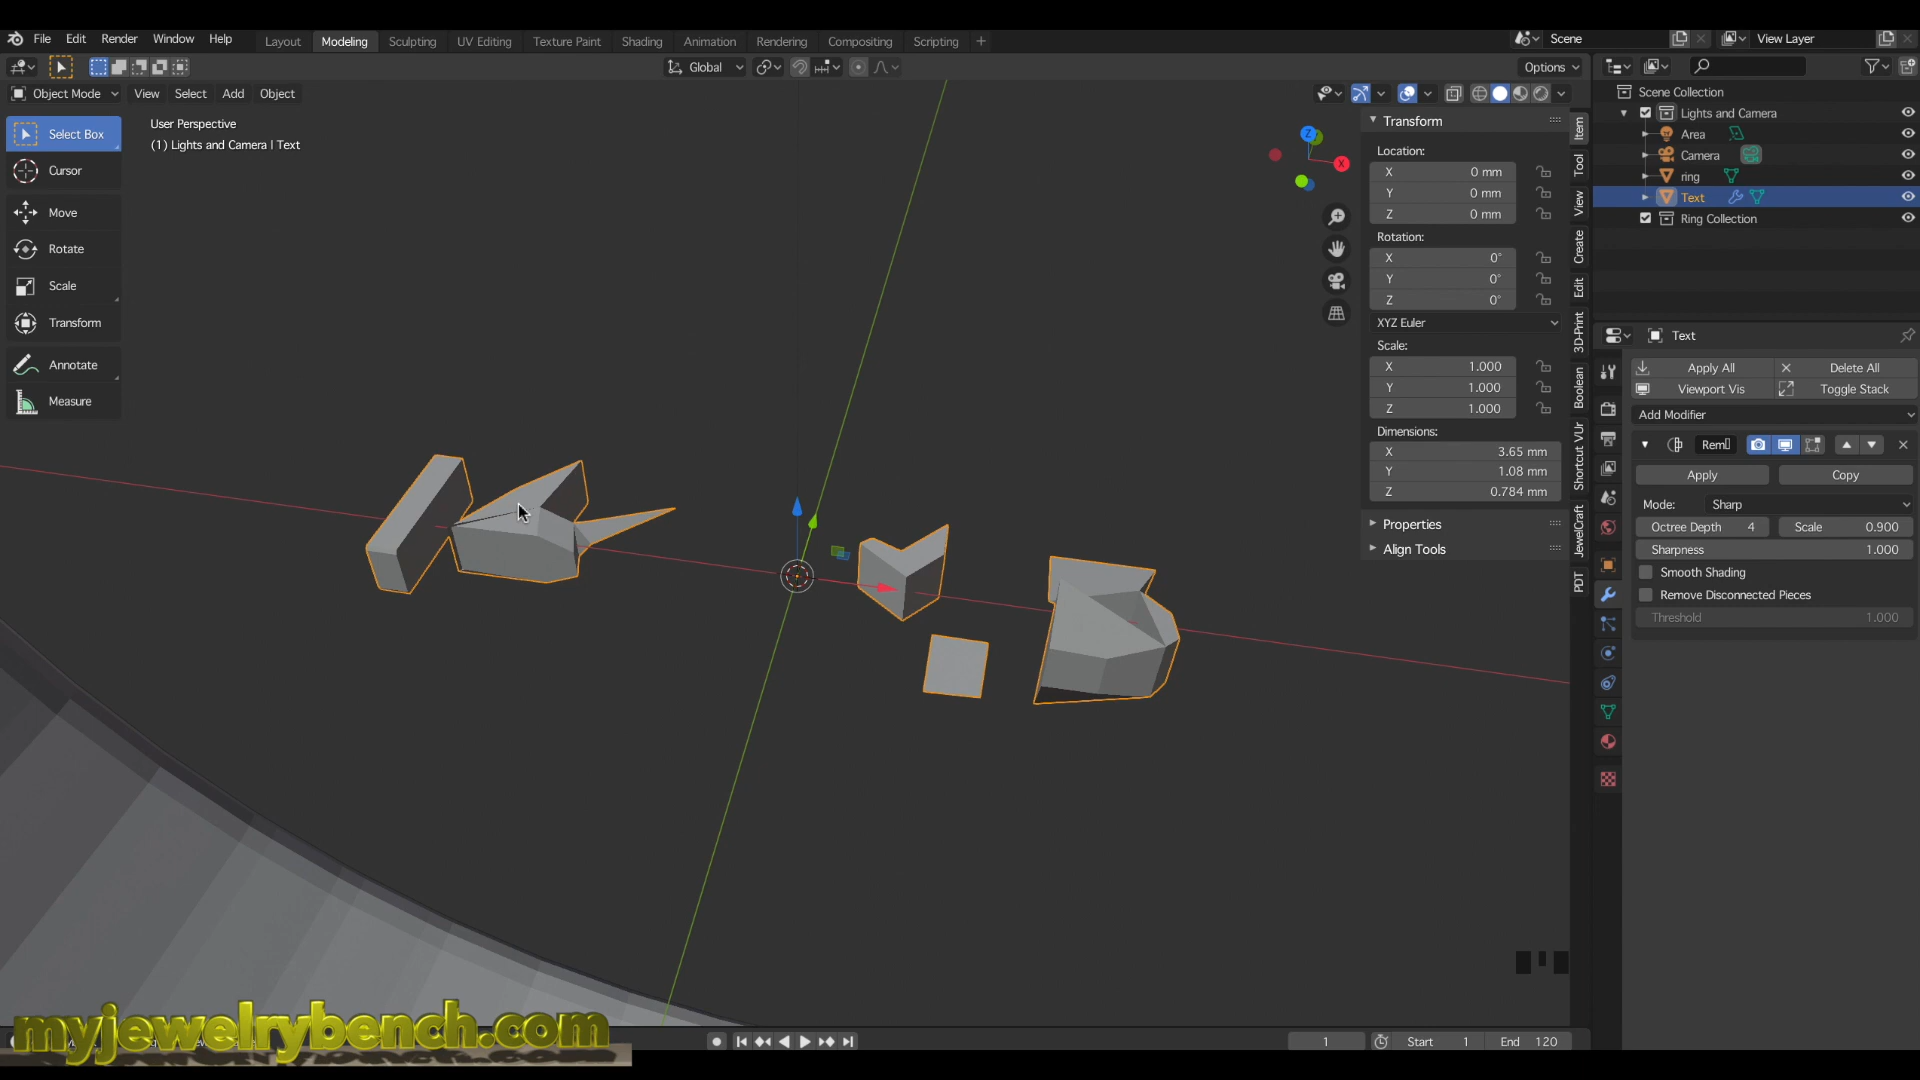 File Edit Render Window Help
Layout Modeling Sculpting UV Editing Texture Paint Shading Animation Rendering Compositing Scripting +
Scene
View Layer
Global
Options
Object Mode View Select Add Object
Select Box
Cursor
Move
Rotate
Scale
Transform
Annotate
Measure
User Perspective
(1) Lights and Camera | Text
Z
X
Transform
Location:
X 0 mm
Y 0 mm
Z 0 mm
Rotation:
X 0°
Y 0°
Z 0°
XYZ Euler
Scale:
X 1.000
Y 1.000
Z 1.000
Dimensions:
X 3.65 mm
Y 1.08 mm
Z 0.784 mm
Properties
Align Tools
Item
Tool
View
Create
Edit
3D-Print
Boolean
Shortcut VUr
JewelCraft
PDT
Scene Collection
Lights and Camera
Area
Camera
ring
Text
Ring Collection
Text
Apply All Delete All
Viewport Vis Toggle Stack
Add Modifier
Rem
Apply Copy
Mode: Sharp
Octree Depth 4 Scale 0.900
Sharpness 1.000
Smooth Shading
Remove Disconnected Pieces
Threshold 1.000
myjewelrybench.com
1 Start 1 End 120